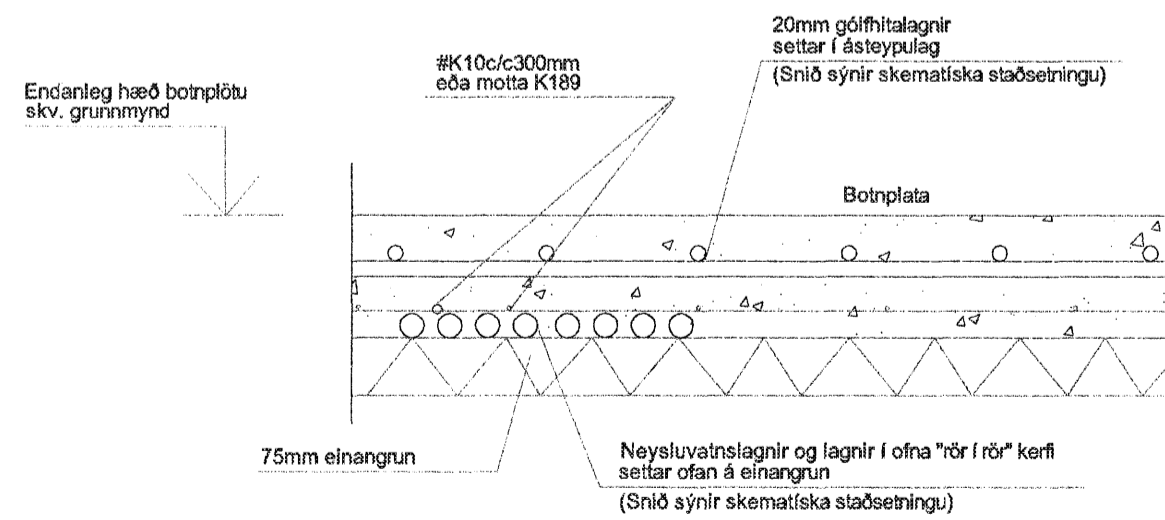 20mm gólfhitalagnir
settar í ásteypulag
(Snið sýnir skematíska staðsetningu)
#K10c/c300mm
eða motta K189
Endanleg hæð botnplötu
skv. grunnmynd
Botnplata
75mm einangrun
Neysluvatnslagnir og lagnir í ofna "rör í rör" kerfi
settar ofan á einangrun
(Snið sýnir skematíska staðsetningu)